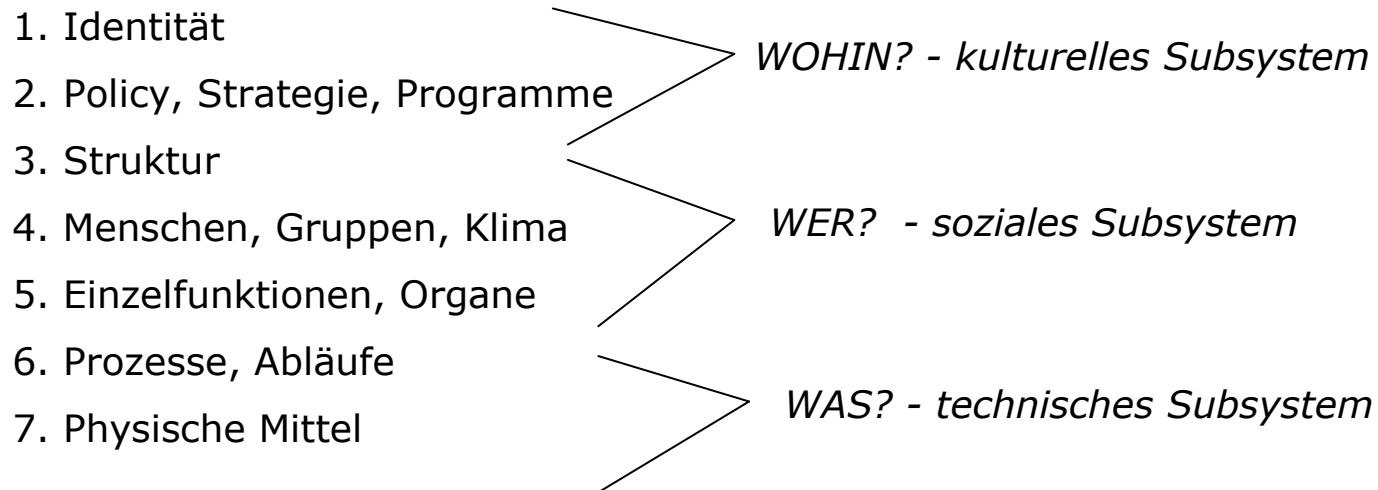 1. Identität
WOHIN? - kulturelles Subsystem
2. Policy, Strategie, Programme
3. Struktur
WER?  - soziales Subsystem
4. Menschen, Gruppen, Klima
5. Einzelfunktionen, Organe
6. Prozesse, Abläufe
WAS? - technisches Subsystem
7. Physische Mittel